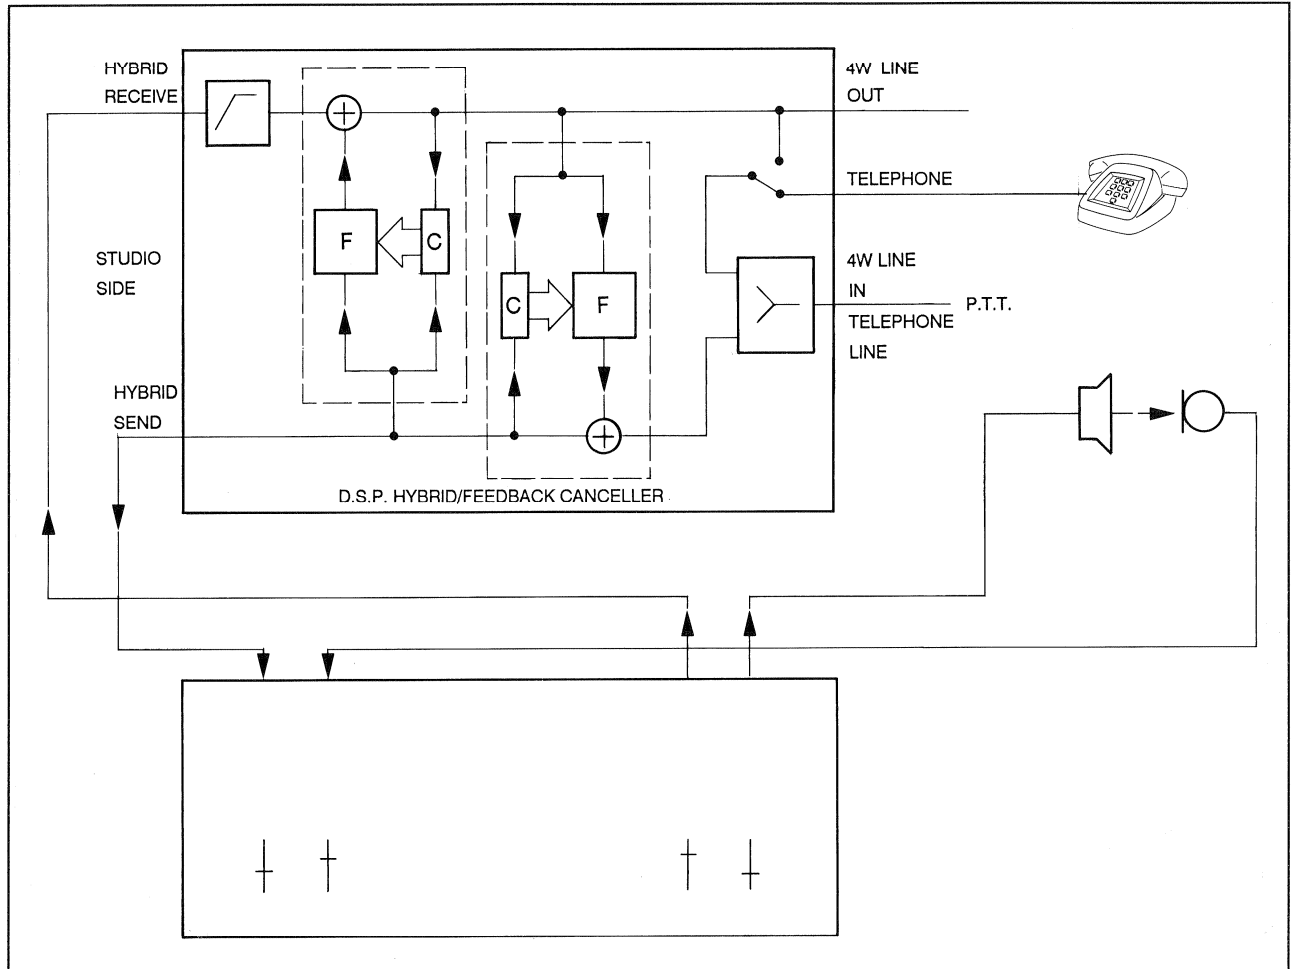 HYBRID
RECEIVE
4W LINE
OUT
TELEPHONE
F
C
STUDIO
SIDE
4W LINE
IN
TELEPHONE
LINE
P.T.T.
C
F
HYBRID
SEND
D.S.P. HYBRID/FEEDBACK CANCELLER